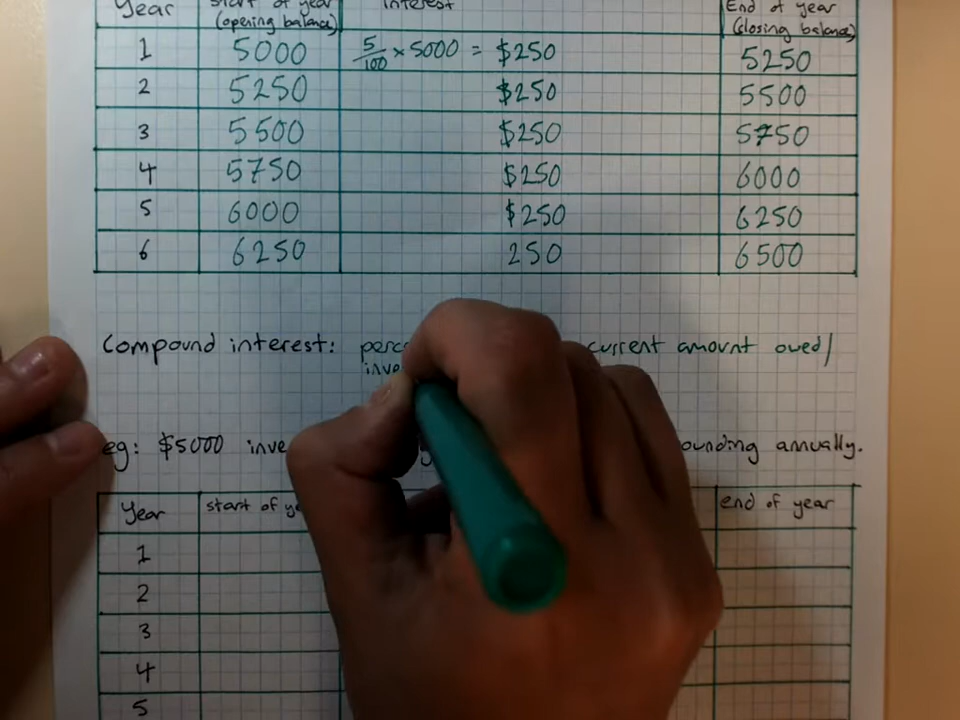 Year start of year interest End of year
(opening balance) (closing balance)
1 5000 5/100 × 5000 = $250 5250
2 5250 $250 5500
3 5500 $250 5750
4 5750 $250 6000
5 6000 $250 6250
6 6250 250 6500
Compound interest: current amount owed/
eg: $5000 annually.
Year start of end of year
1
2
3
4
5